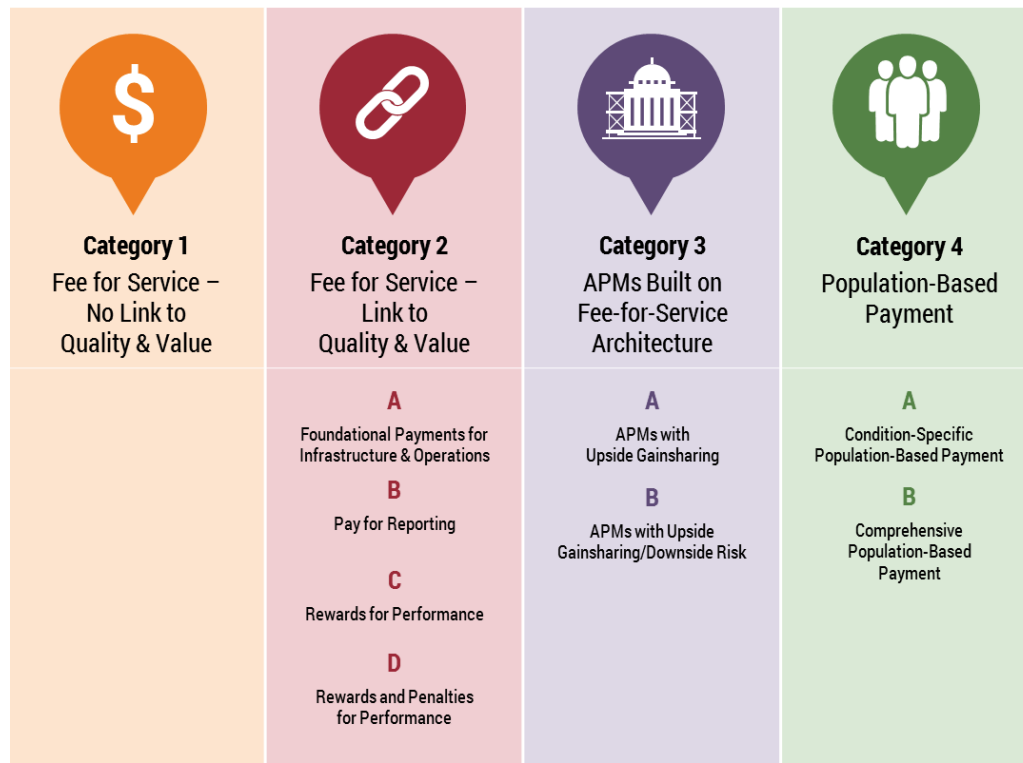 $
Category 1
Fee for Service –
No Link to
Quality & Value
Category 2
Fee for Service –
Link to
Quality & Value
A
Foundational Payments for
Infrastructure & Operations
B
Pay for Reporting
C
Rewards for Performance
D
Rewards and Penalties
for Performance
Category 3
APMs Built on
Fee-for-Service
Architecture
A
APMs with
Upside Gainsharing
B
APMs with Upside
Gainsharing/Downside Risk
Category 4
Population-Based
Payment
A
Condition-Specific
Population-Based Payment
B
Comprehensive
Population-Based
Payment